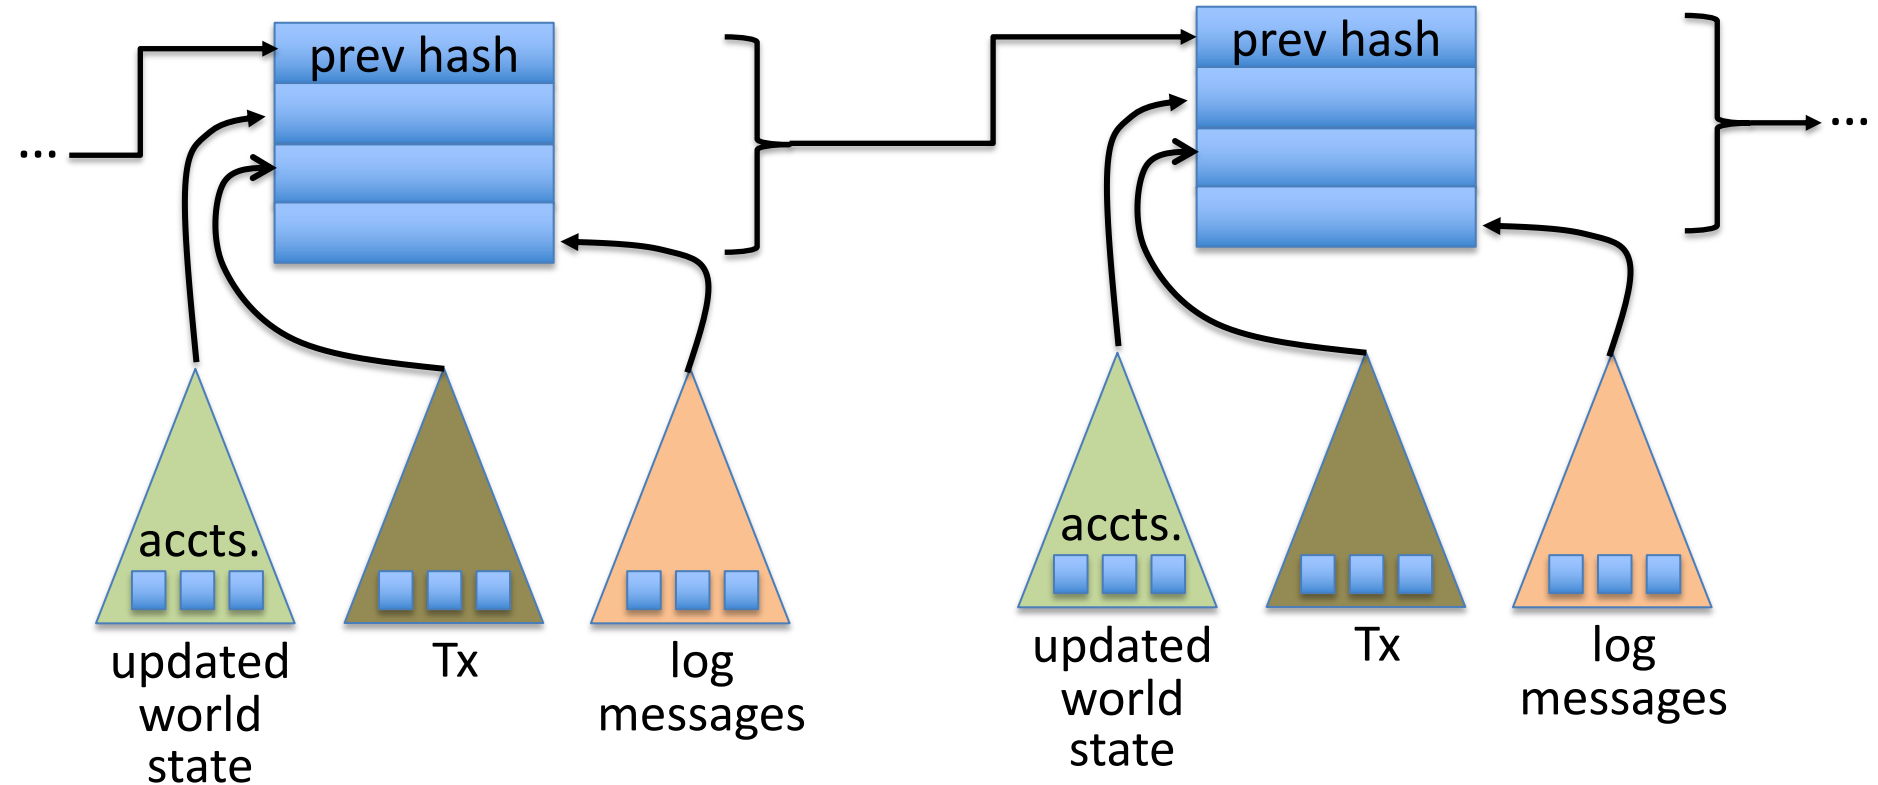 prev hash
prev hash
...
...
accts.
accts.
updated
world
state
Tx
log
messages
updated
world
state
Tx
log
messages